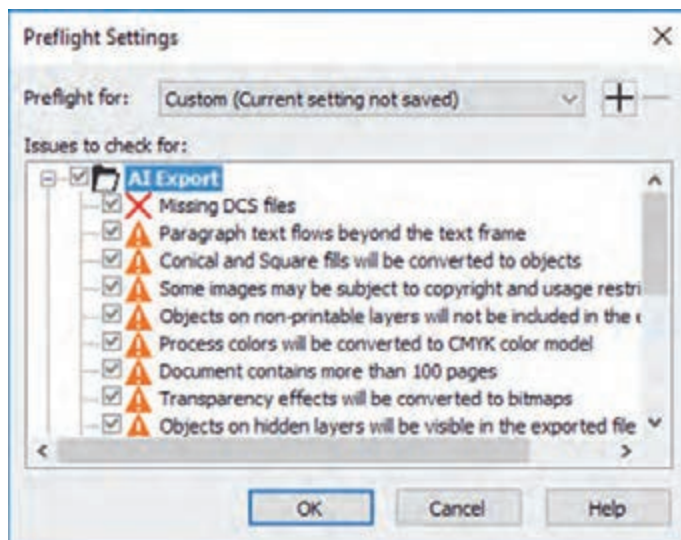 Preflight Settings
Preflight for: Custom (Current setting not saved)
Issues to check for:
AI Export
Missing DCS files
Paragraph text flows beyond the text frame
Conical and Square fills will be converted to objects
Some images may be subject to copyright and usage restri
Objects on non-printable layers will not be included in the e
Process colors will be converted to CMYK color model
Document contains more than 100 pages
Transparency effects will be converted to bitmaps
Objects on hidden layers will be visible in the exported file
OK Cancel Help